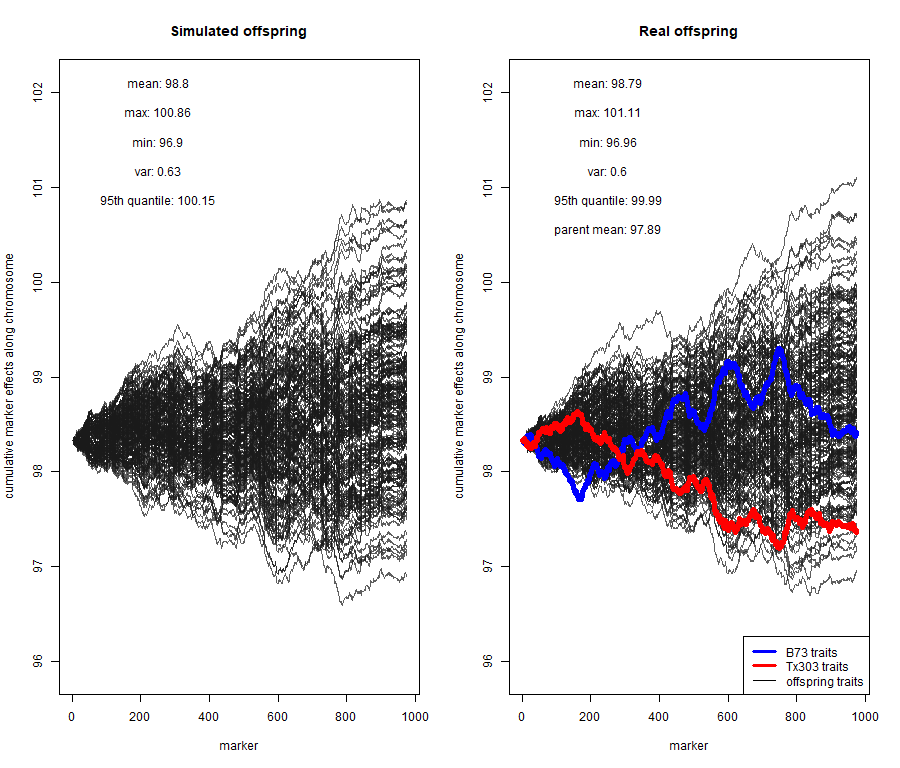 Simulated offspring
mean: 98.8
max: 100.86
min: 96.9
var: 0.63
95th quantile: 100.15
cumulative marker effects along chromosome
96
97
98
99
100
101
102
0
200
400
600
800
1000
marker
Real offspring
mean: 98.79
max: 101.11
min: 96.96
var: 0.6
95th quantile: 99.99
parent mean: 97.89
cumulative marker effects along chromosome
96
97
98
99
100
101
102
B73 traits
Tx303 traits
offspring traits
0
200
400
600
800
1000
marker